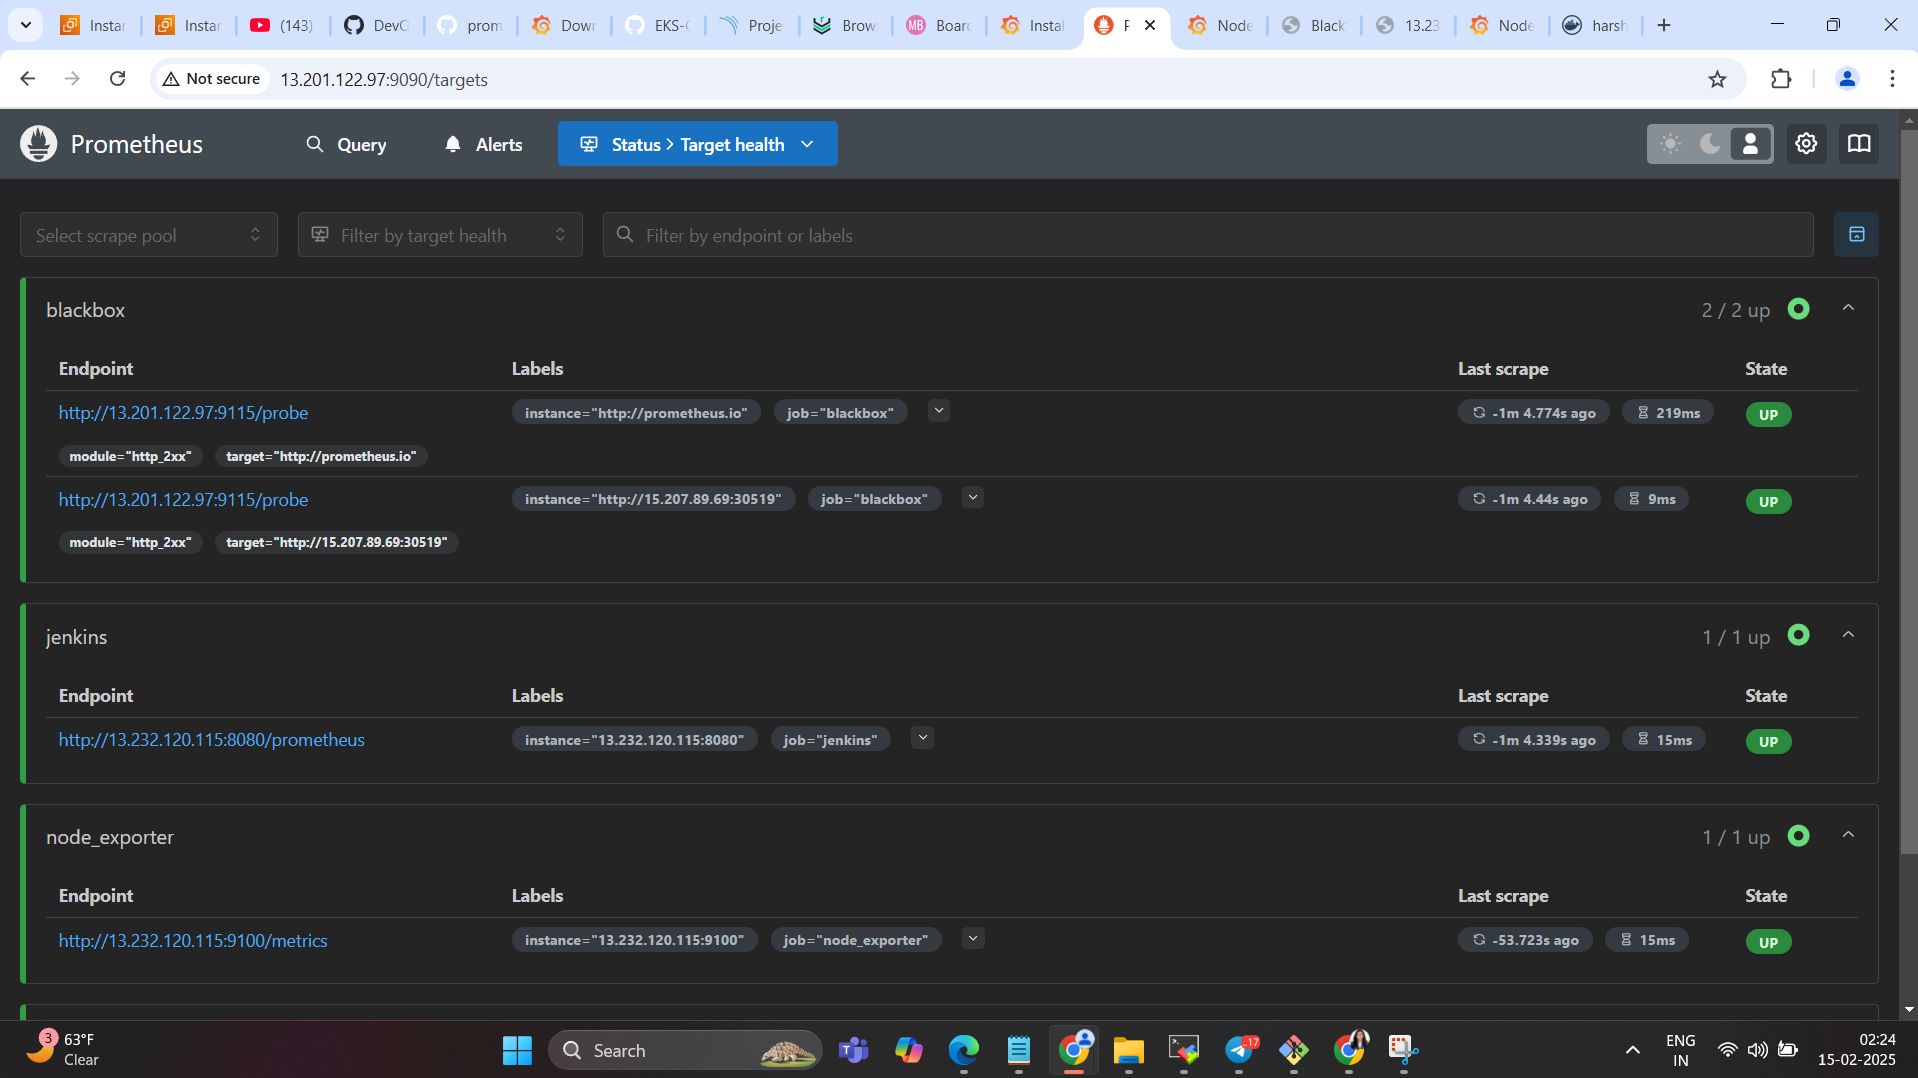 Instan
Instan
(143)
DevO
prom
Down
EKS-C
Proje
Brow
MB Board
Instal
P
Node
Black
13.23
Node
harsh
Not secure 13.201.122.97:9090/targets
Prometheus Query Alerts Status > Target health
Select scrape pool Filter by target health Filter by endpoint or labels
blackbox 2 / 2 up
Endpoint Labels Last scrape State
http://13.201.122.97:9115/probe instance="http://prometheus.io" job="blackbox" -1m 4.774s ago 219ms UP
module="http_2xx" target="http://prometheus.io"
http://13.201.122.97:9115/probe instance="http://15.207.89.69:30519" job="blackbox" -1m 4.44s ago 9ms UP
module="http_2xx" target="http://15.207.89.69:30519"
jenkins 1 / 1 up
Endpoint Labels Last scrape State
http://13.232.120.115:8080/prometheus instance="13.232.120.115:8080" job="jenkins" -1m 4.339s ago 15ms UP
node_exporter 1 / 1 up
Endpoint Labels Last scrape State
http://13.232.120.115:9100/metrics instance="13.232.120.115:9100" job="node_exporter" -53.723s ago 15ms UP
3 63°F
Clear
Search
17
ENG
IN
02:24
15-02-2025